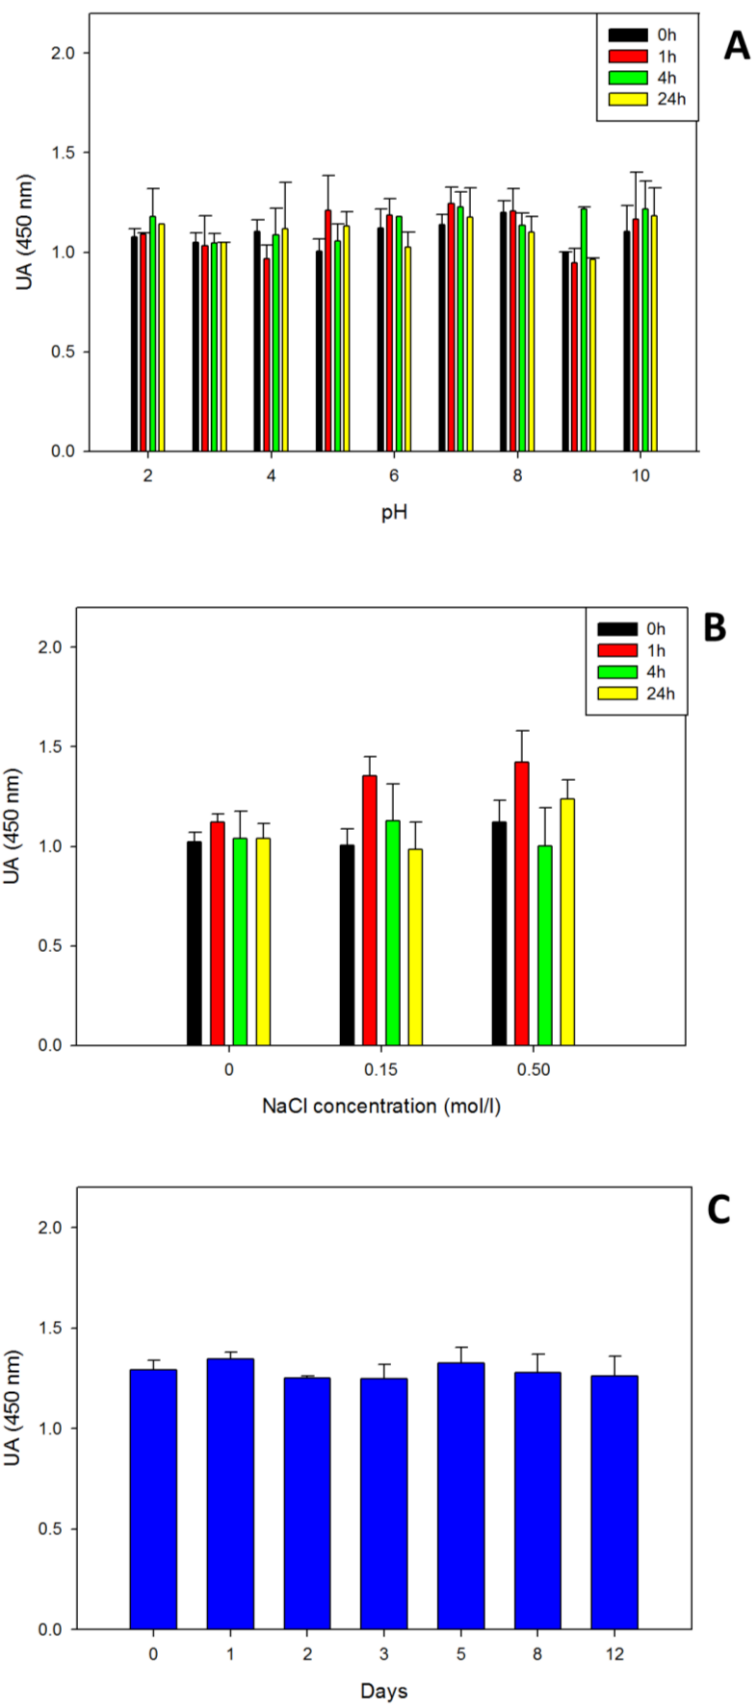 A
0h
1h
4h
24h
2.0
1.5
1.0
0.5
0.0
UA (450 nm)
2 4 6 8 10
pH
B
0h
1h
4h
24h
2.0
1.5
1.0
0.5
0.0
UA (450 nm)
0 0.15 0.50
NaCl concentration (mol/l)
C
2.0
1.5
1.0
0.5
0.0
UA (450 nm)
0 1 2 3 5 8 12
Days